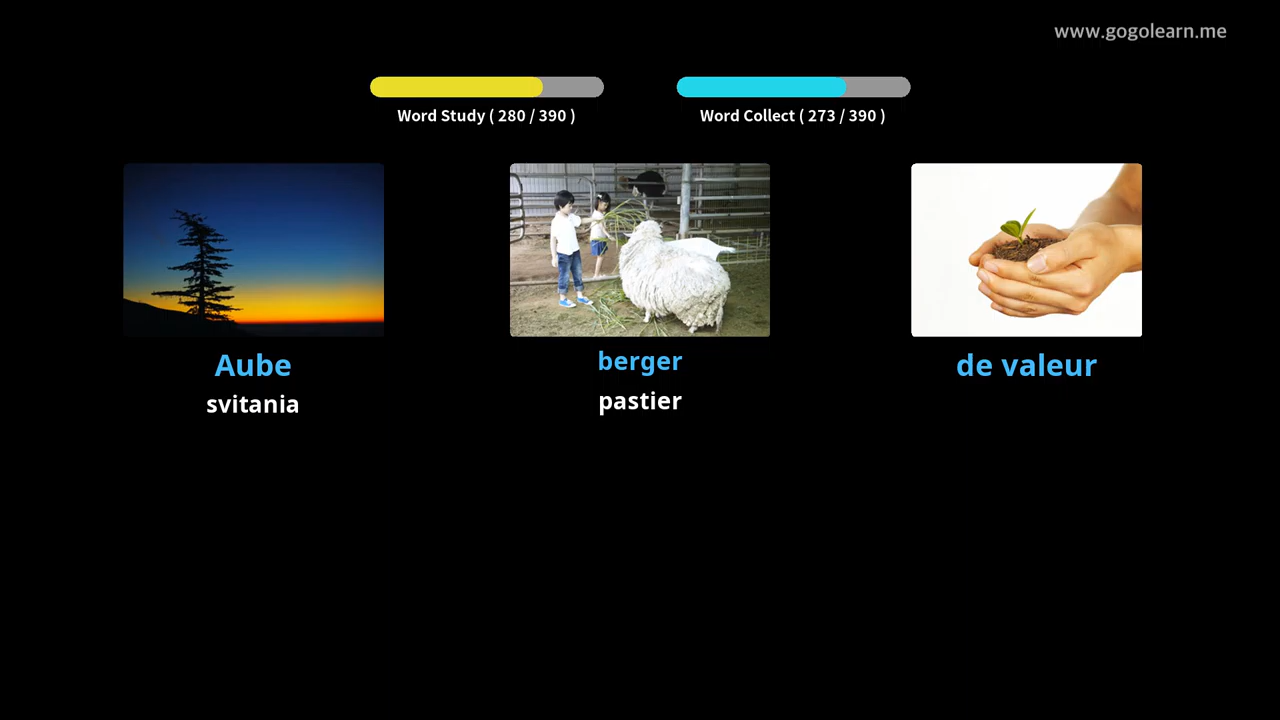 www.gogolearn.me
Word Study ( 280 / 390 )
Word Collect ( 273 / 390 )
Aube
svitania
berger
pastier
de valeur